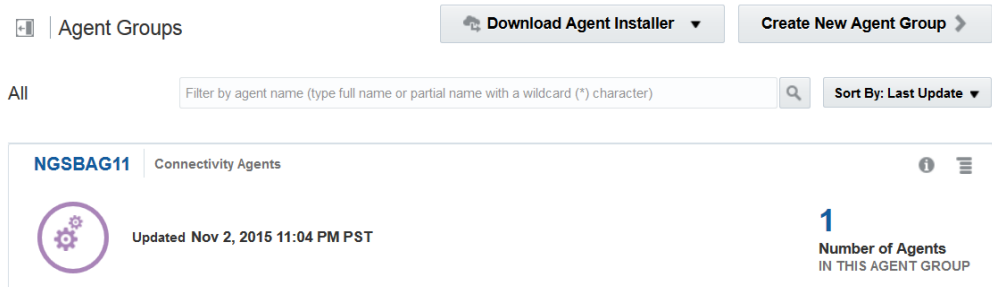 Agent Groups
Download Agent Installer
Create New Agent Group
All
Filter by agent name (type full name or partial name with a wildcard (*) character)
Sort By: Last Update
NGSBAG11
Connectivity Agents
Updated Nov 2, 2015 11:04 PM PST
1
Number of Agents
IN THIS AGENT GROUP